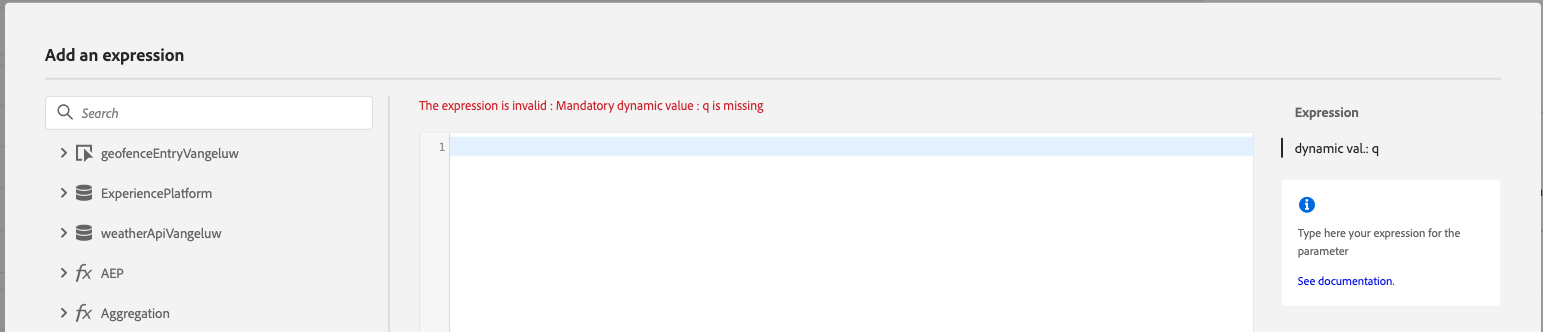 Add an expression
Search
geofenceEntryVangeluw
ExperiencePlatform
weatherApiVangeluw
fx AEP
fx Aggregation
The expression is invalid : Mandatory dynamic value : q is missing
1
Expression
dynamic val.: q
Type here your expression for the
parameter
See documentation.